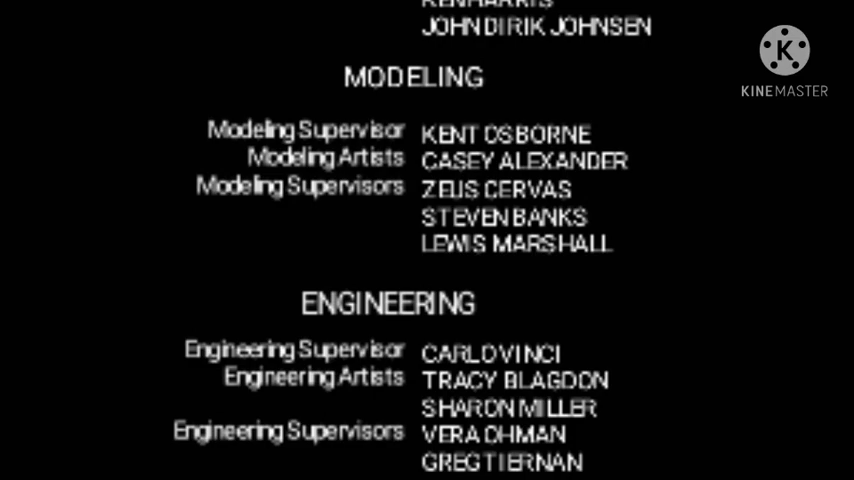 KEN HARRIS
JOHN DIRIK JOHNSEN
K
KINEMASTER
MODELING
Modeling Supervisor KENT OSBORNE
Modeling Artists CASEY ALEXANDER
Modeling Supervisors ZEUS CERVAS
STEVEN BANKS
LEWIS MARSHALL
ENGINEERING
Engineering Supervisor CARLO VINCI
Engineering Artists TRACY BLAGDON
SHARON MILLER
Engineering Supervisors VERA OHMAN
GREG TIERNAN